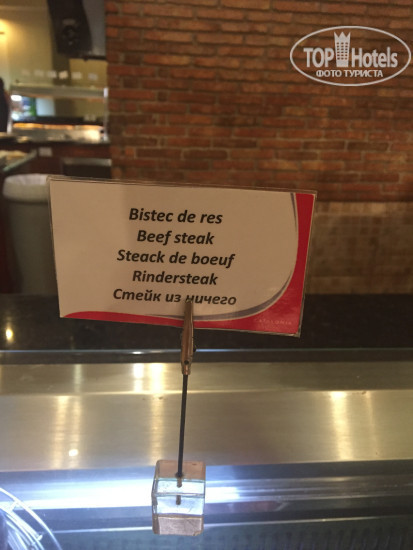 TOP Hotels
ФОТО ТУРИСТА
Bistec de res
Beef steak
Steack de boeuf
Rindersteak
Стейк из ничего